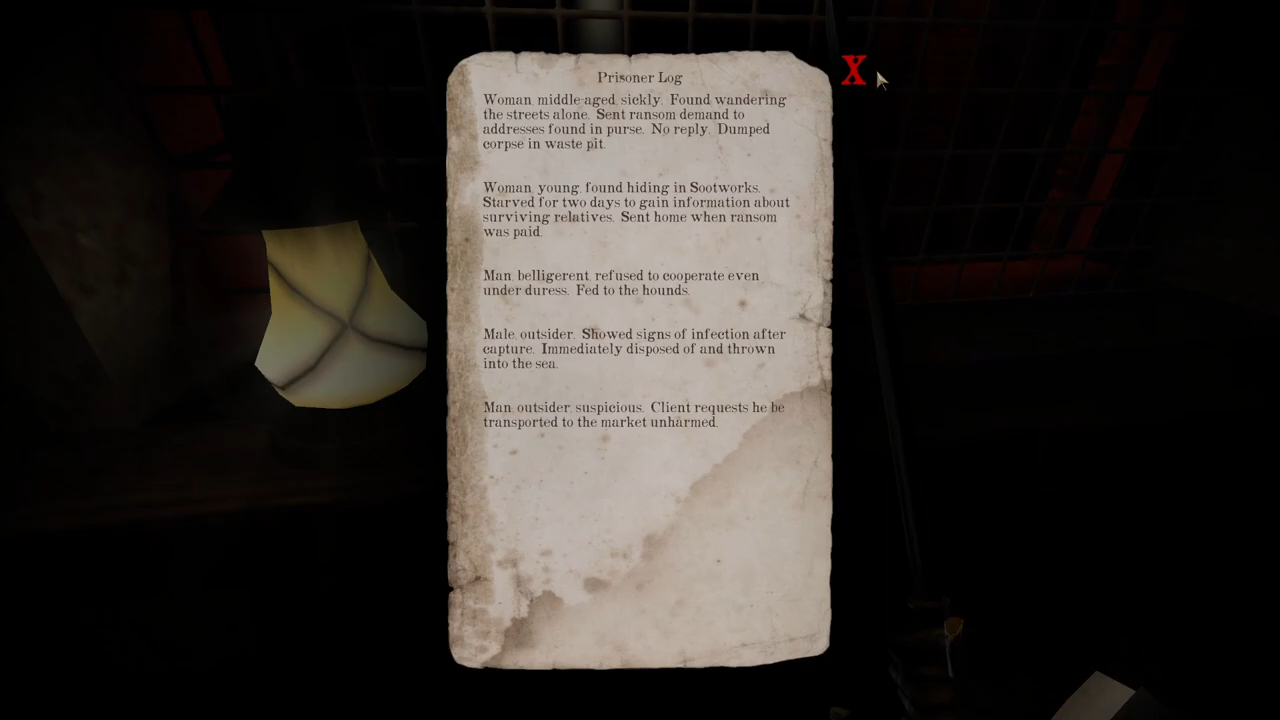 Prisoner Log
X
Woman, middle-aged, sickly. Found wandering
the streets alone. Sent ransom demand to
addresses found in purse. No reply. Dumped
corpse in waste pit.
Woman, young, found hiding in Sootworks.
Starved for two days to gain information about
surviving relatives. Sent home when ransom
was paid.
Man, belligerent, refused to cooperate even
under duress. Fed to the hounds.
Male, outsider. Showed signs of infection after
capture. Immediately disposed of and thrown
into the sea.
Man, outsider, suspicious. Client requests he be
transported to the market unharmed.